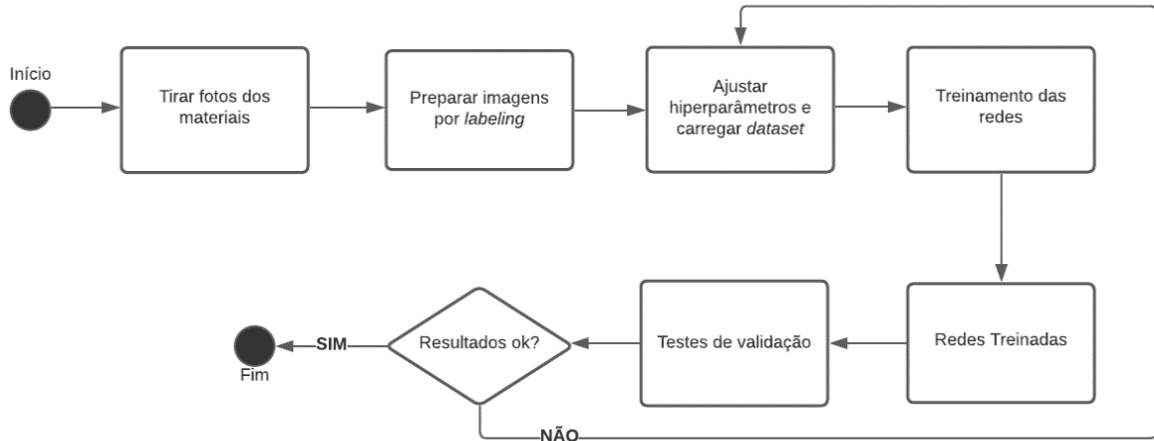 Início
Tirar fotos dos
materiais
Preparar imagens
por labeling
Ajustar
hiperparâmetros e
carregar dataset
Treinamento das
redes
Redes Treinadas
Testes de validação
Resultados ok?
SIM
Fim
NÃO